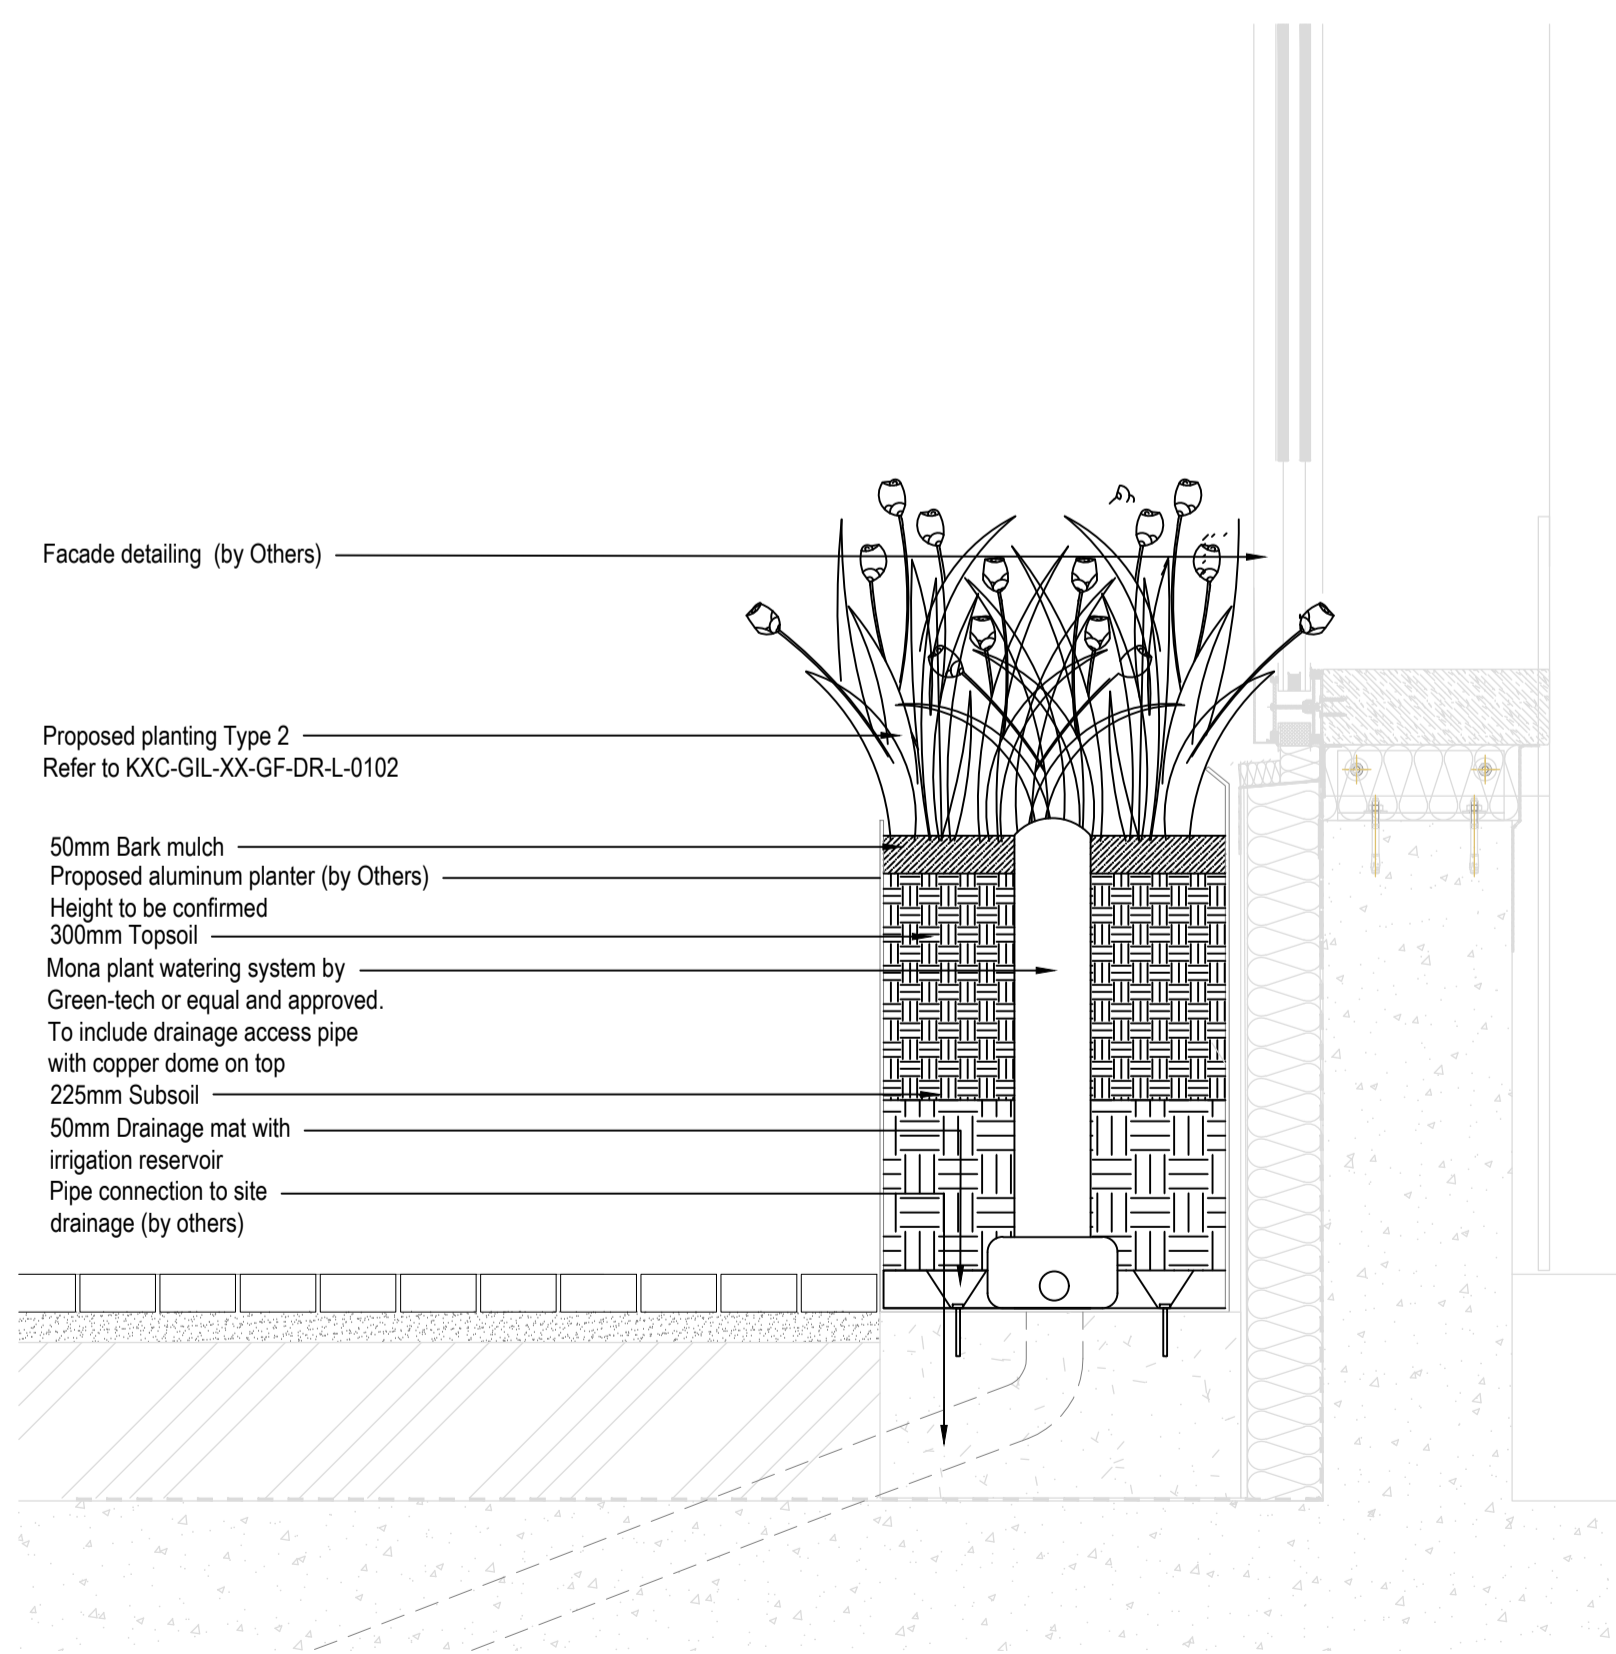 Facade detailing (by Others)
Proposed planting Type 2
Refer to KXC-GIL-XX-GF-DR-L-0102
50mm Bark mulch
Proposed aluminum planter (by Others)
Height to be confirmed
300mm Topsoil
Mona plant watering system by
Green-tech or equal and approved.
To include drainage access pipe
with copper dome on top
225mm Subsoil
50mm Drainage mat with
irrigation reservoir
Pipe connection to site
drainage (by others)